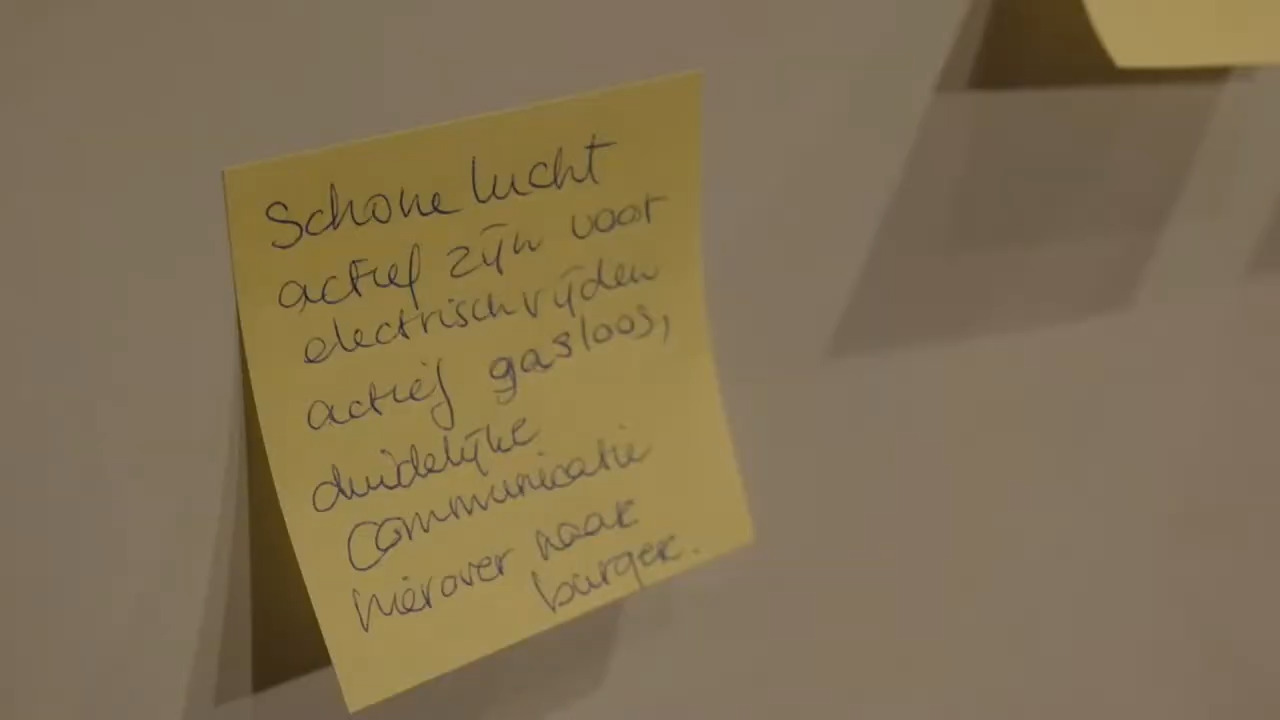 Schone lucht
actief zijn voor
electrisch rijden
actief gasloos,
duidelijke
communicatie
hierover naar
burger.